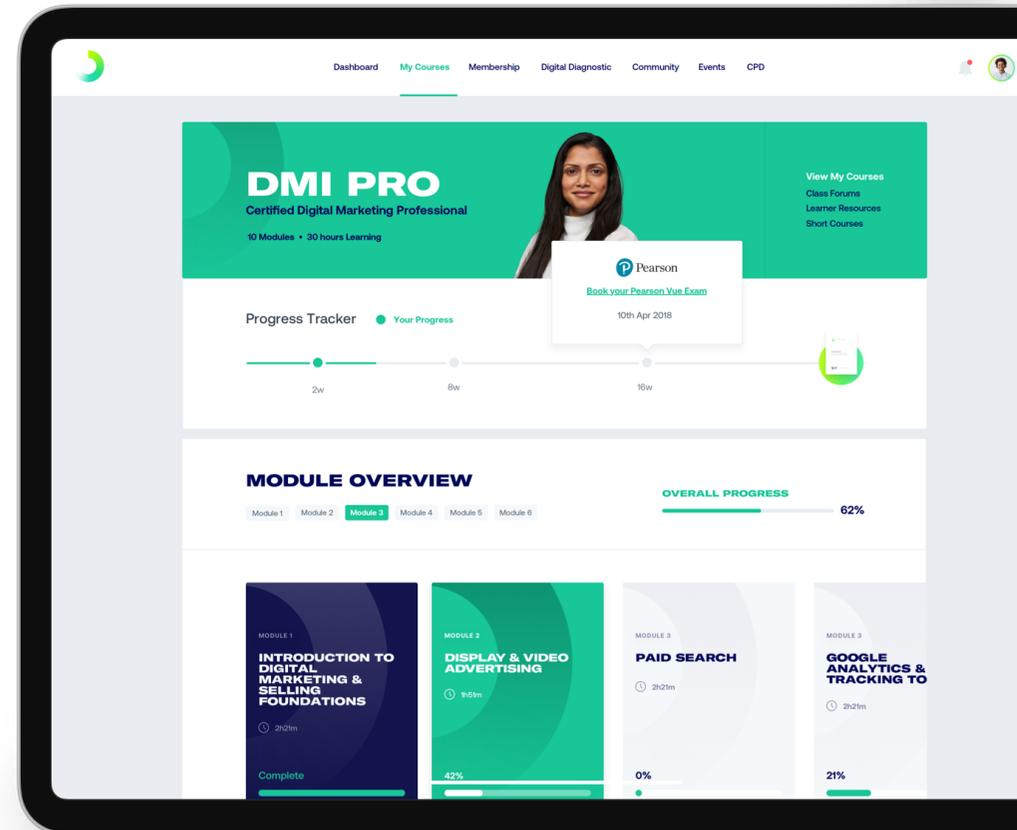 Dashboard My Courses Membership Digital Diagnostic Community Events CPD
DMI PRO
Certified Digital Marketing Professional
10 Modules • 30 hours Learning
View My Courses
Class Forums
Learner Resources
Short Courses
Pearson
Book your Pearson Vue Exam
10th Apr 2018
Progress Tracker Your Progress
2w 8w 16w
MODULE OVERVIEW
Module 1 Module 2 Module 3 Module 4 Module 5 Module 6
OVERALL PROGRESS
62%
MODULE 1
INTRODUCTION TO
DIGITAL
MARKETING &
SELLING
FOUNDATIONS
2h21m
Complete
MODULE 2
DISPLAY & VIDEO
ADVERTISING
1h51m
42%
MODULE 3
PAID SEARCH
2h21m
0%
MODULE 3
GOOGLE
ANALYTICS &
TRACKING TO
2h21m
21%